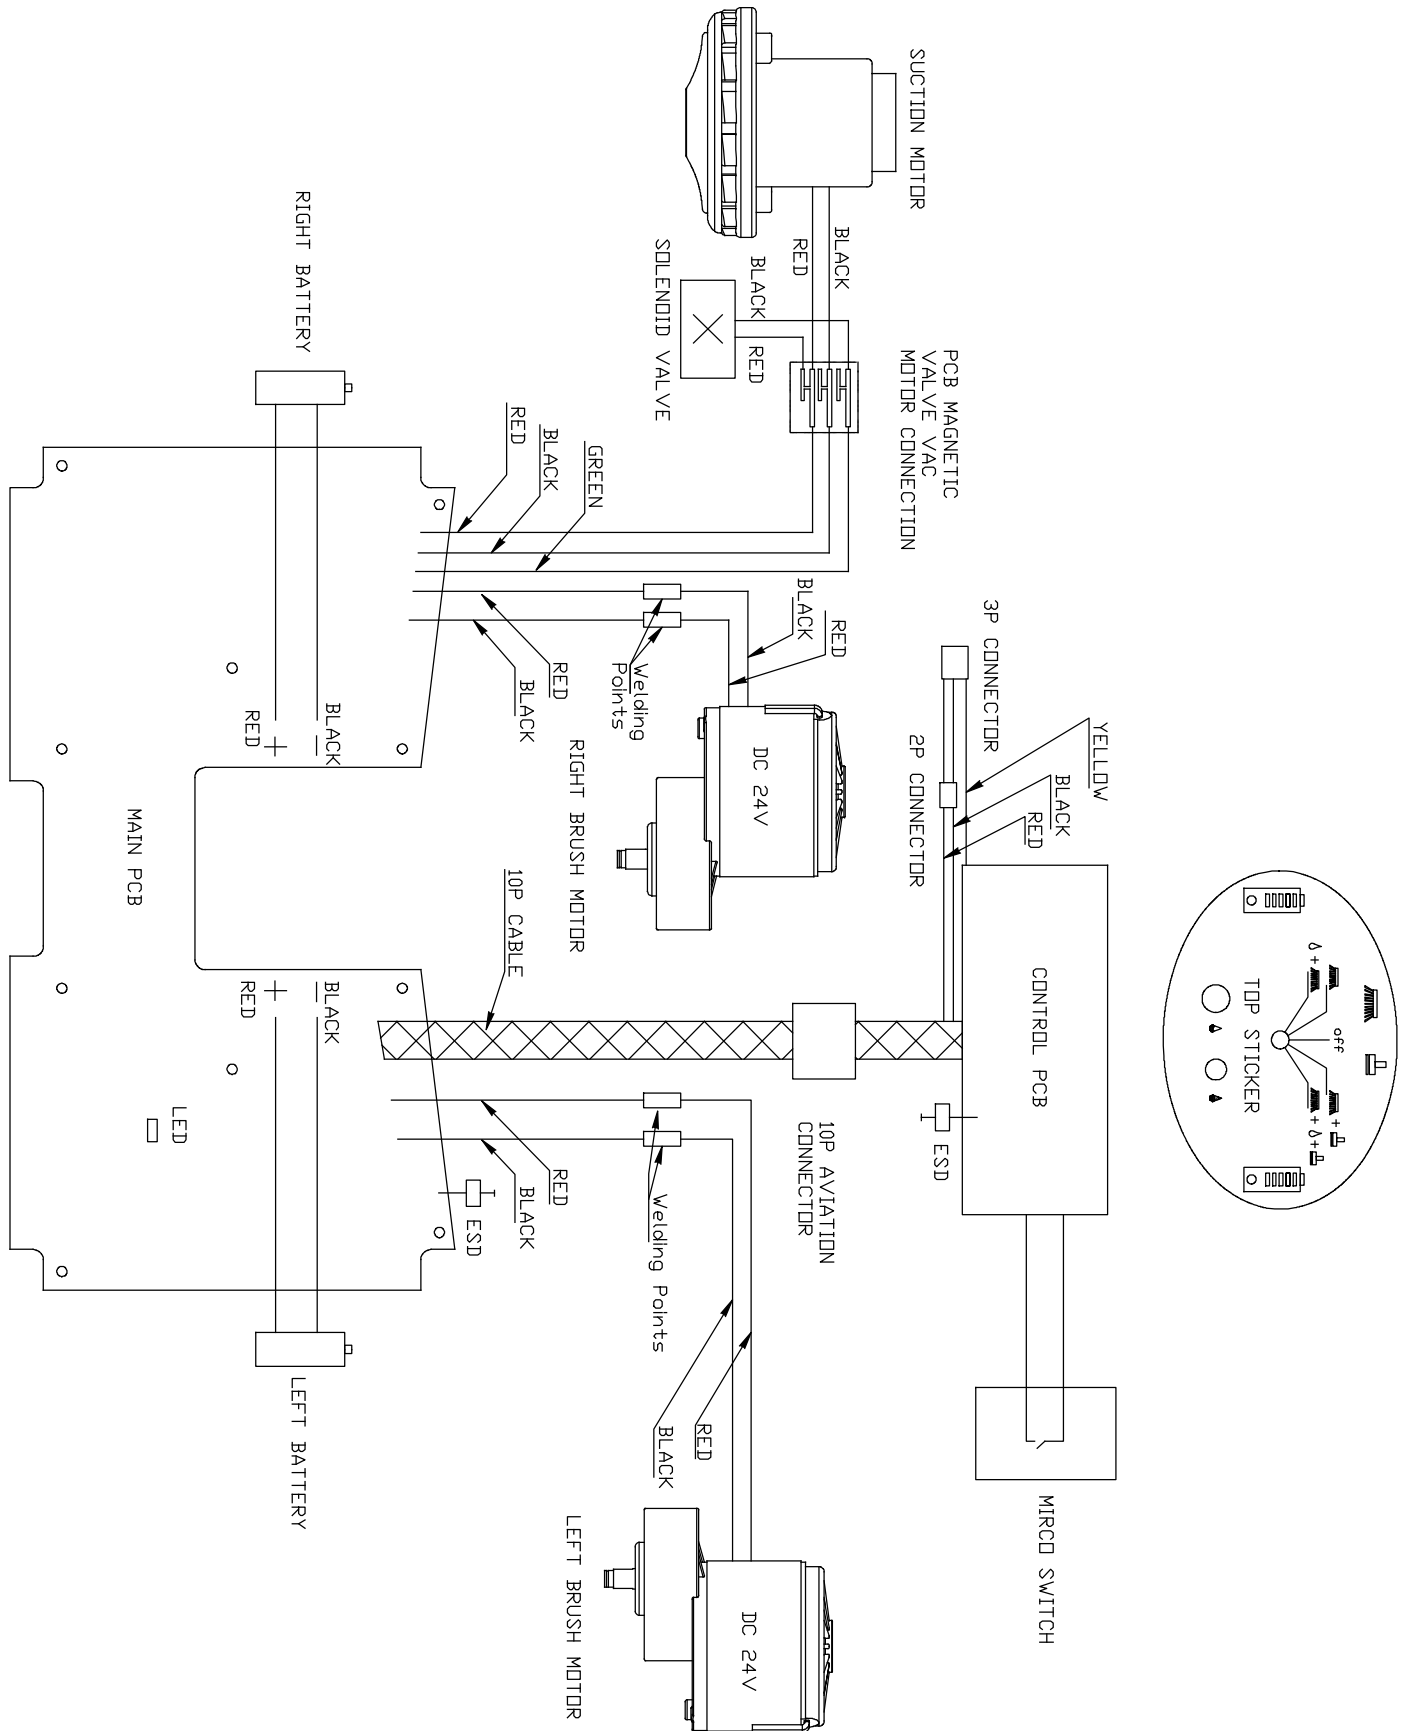 TOP STICKER
off
MIRCO SWITCH
CONTROL PCB
ESD
YELLOW
BLACK
RED
3P CONNECTOR
2P CONNECTOR
10P AVIATION
CONNECTOR
SUCTION MOTOR
BLACK
RED
PCB MAGNETIC
VALVE VAC
MOTOR CONNECTION
BLACK
RED
SOLENOID VALVE
RED
BLACK
DC 24V
RIGHT BRUSH MOTOR
BLACK
RED
Welding
Points
DC 24V
LEFT BRUSH MOTOR
RED
BLACK
Welding Points
GREEN
BLACK
RED
RED
BLACK
10P CABLE
RED
BLACK
ESD
RIGHT BATTERY
BLACK
RED
BLACK
RED
LEFT BATTERY
LED
MAIN PCB